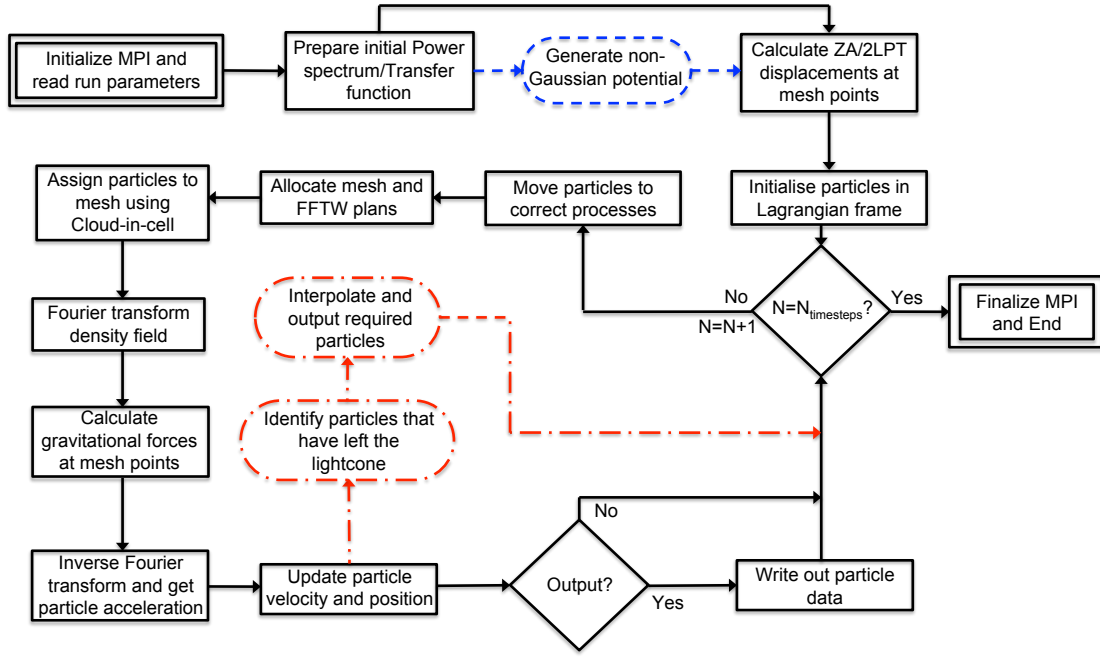 Initialize MPI and
read run parameters
Prepare initial Power
spectrum/Transfer
function
Generate non-
Gaussian potential
Calculate ZA/2LPT
displacements at
mesh points
Assign particles to
mesh using
Cloud-in-cell
Allocate mesh and
FFTW plans
Move particles to
correct processes
Initialise particles in
Lagrangian frame
Interpolate and
output required
particles
No
N=N+1
N=Ntimesteps?
Yes
Finalize MPI
and End
Fourier transform
density field
Calculate
gravitational forces
at mesh points
Identify particles that
have left the
lightcone
No
Inverse Fourier
transform and get
particle acceleration
Update particle
velocity and position
Output?
Yes
Write out particle
data